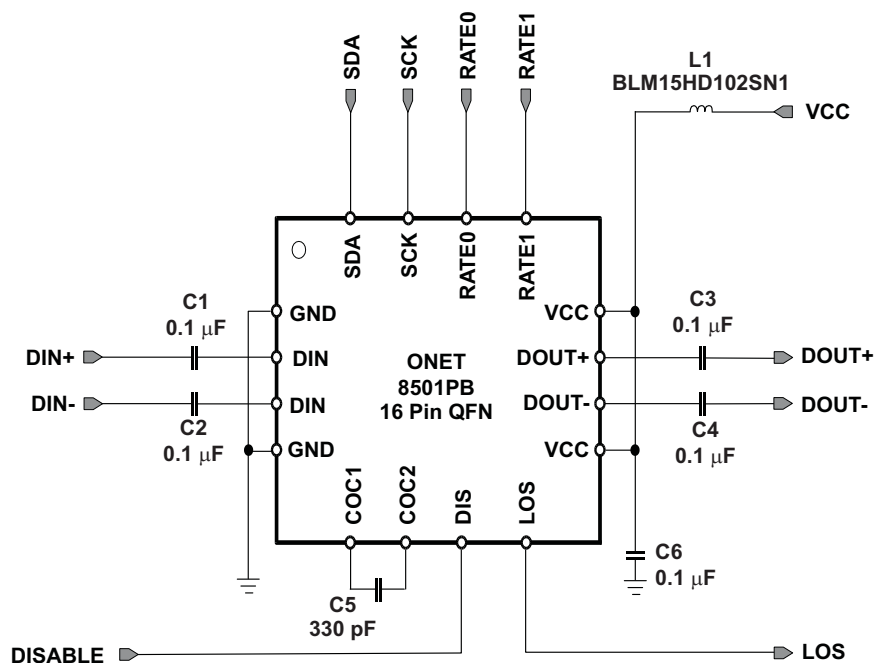 SDA
SCK
RATE0
RATE1
L1
BLM15HD102SN1
VCC
SDA
SCK
RATE0
RATE1
C1
0.1 μF
GND
VCC
C3
0.1 μF
DIN+
DIN
ONET
8501PB
16 Pin QFN
DOUT+
DOUT+
DIN-
DIN
DOUT-
DOUT-
C2
0.1 μF
GND
VCC
C4
0.1 μF
COC1
COC2
DIS
LOS
C5
330 pF
C6
0.1 μF
DISABLE
LOS